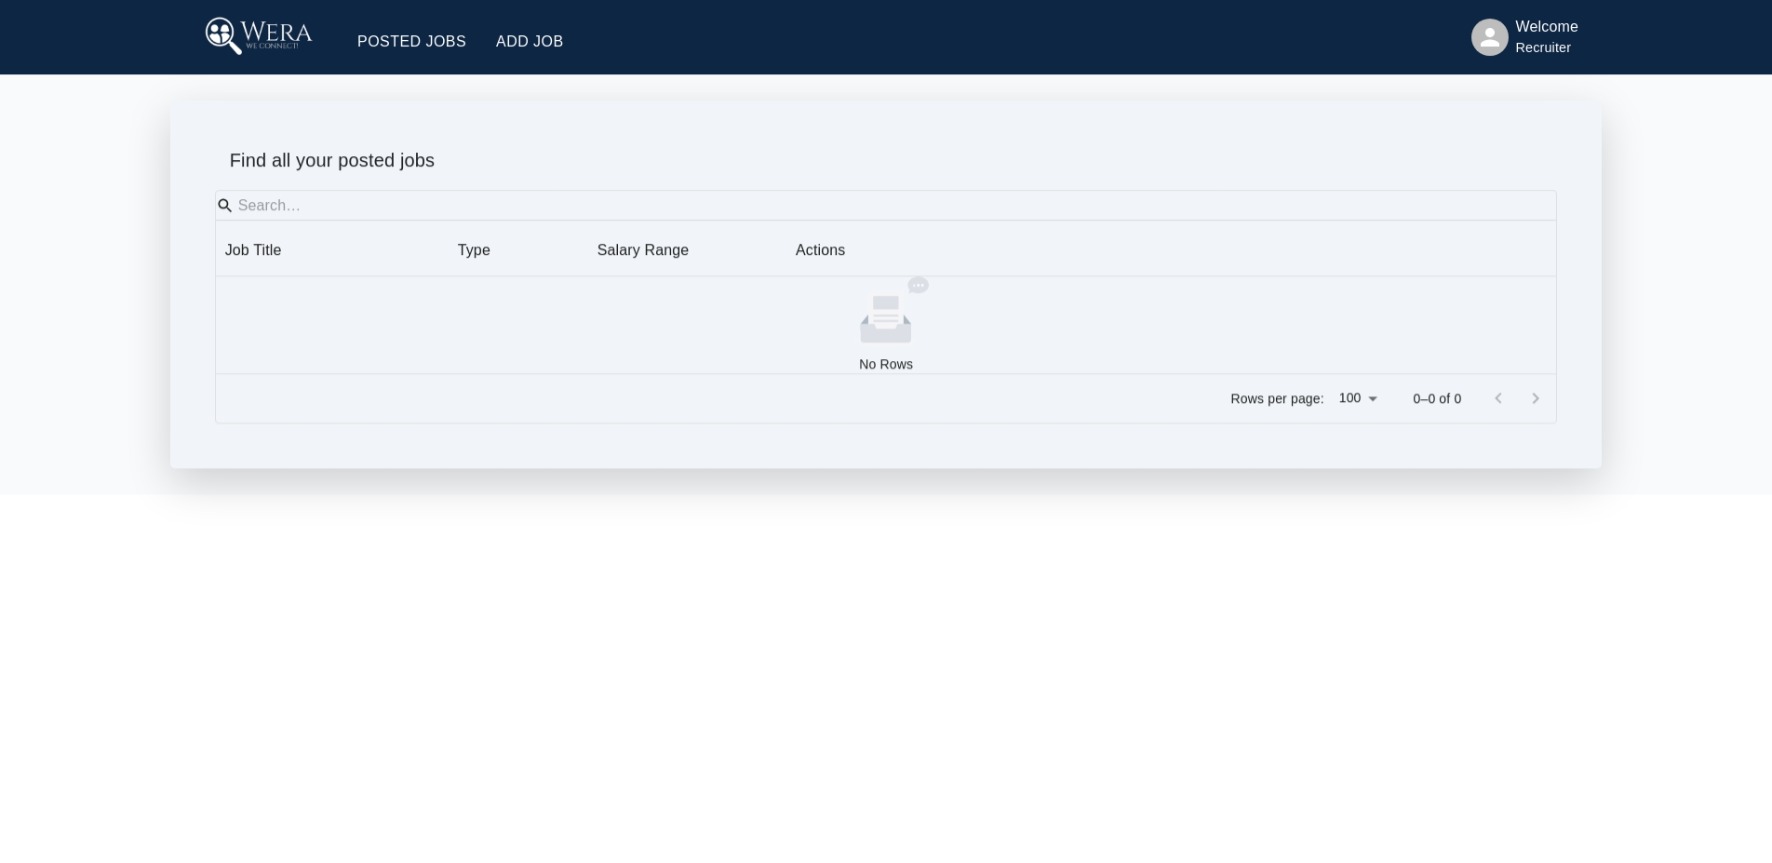 WERA
WE CONNECT!
POSTED JOBS
ADD JOB
Welcome
Recruiter
Find all your posted jobs
Search…
Job Title Type Salary Range Actions
No Rows
Rows per page: 100 0–0 of 0